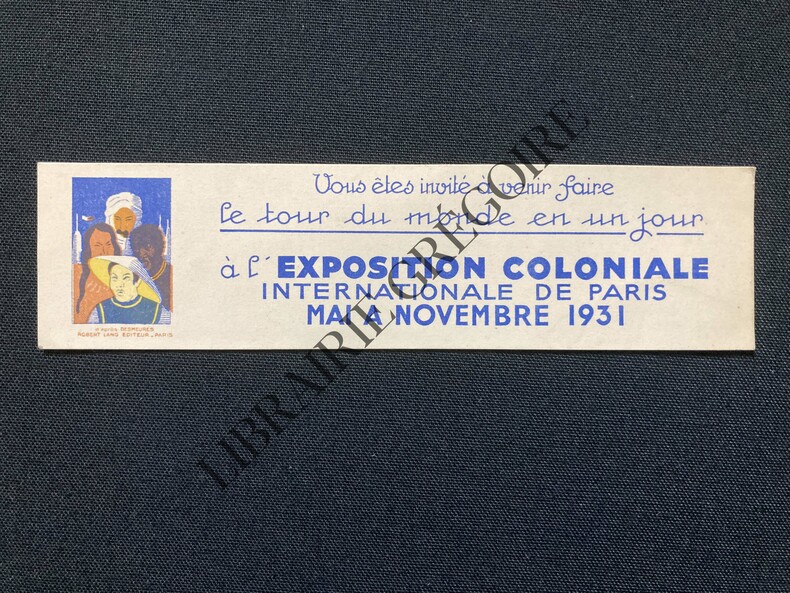 Vous êtes invité à venir faire
le tour du monde en un jour
à l'EXPOSITION COLONIALE
INTERNATIONALE DE PARIS
MAI A NOVEMBRE 1931
d'après DESMEURES
ROBERT LANG EDITEUR_PARIS
LIBRAIRIE GRÉGOIRE